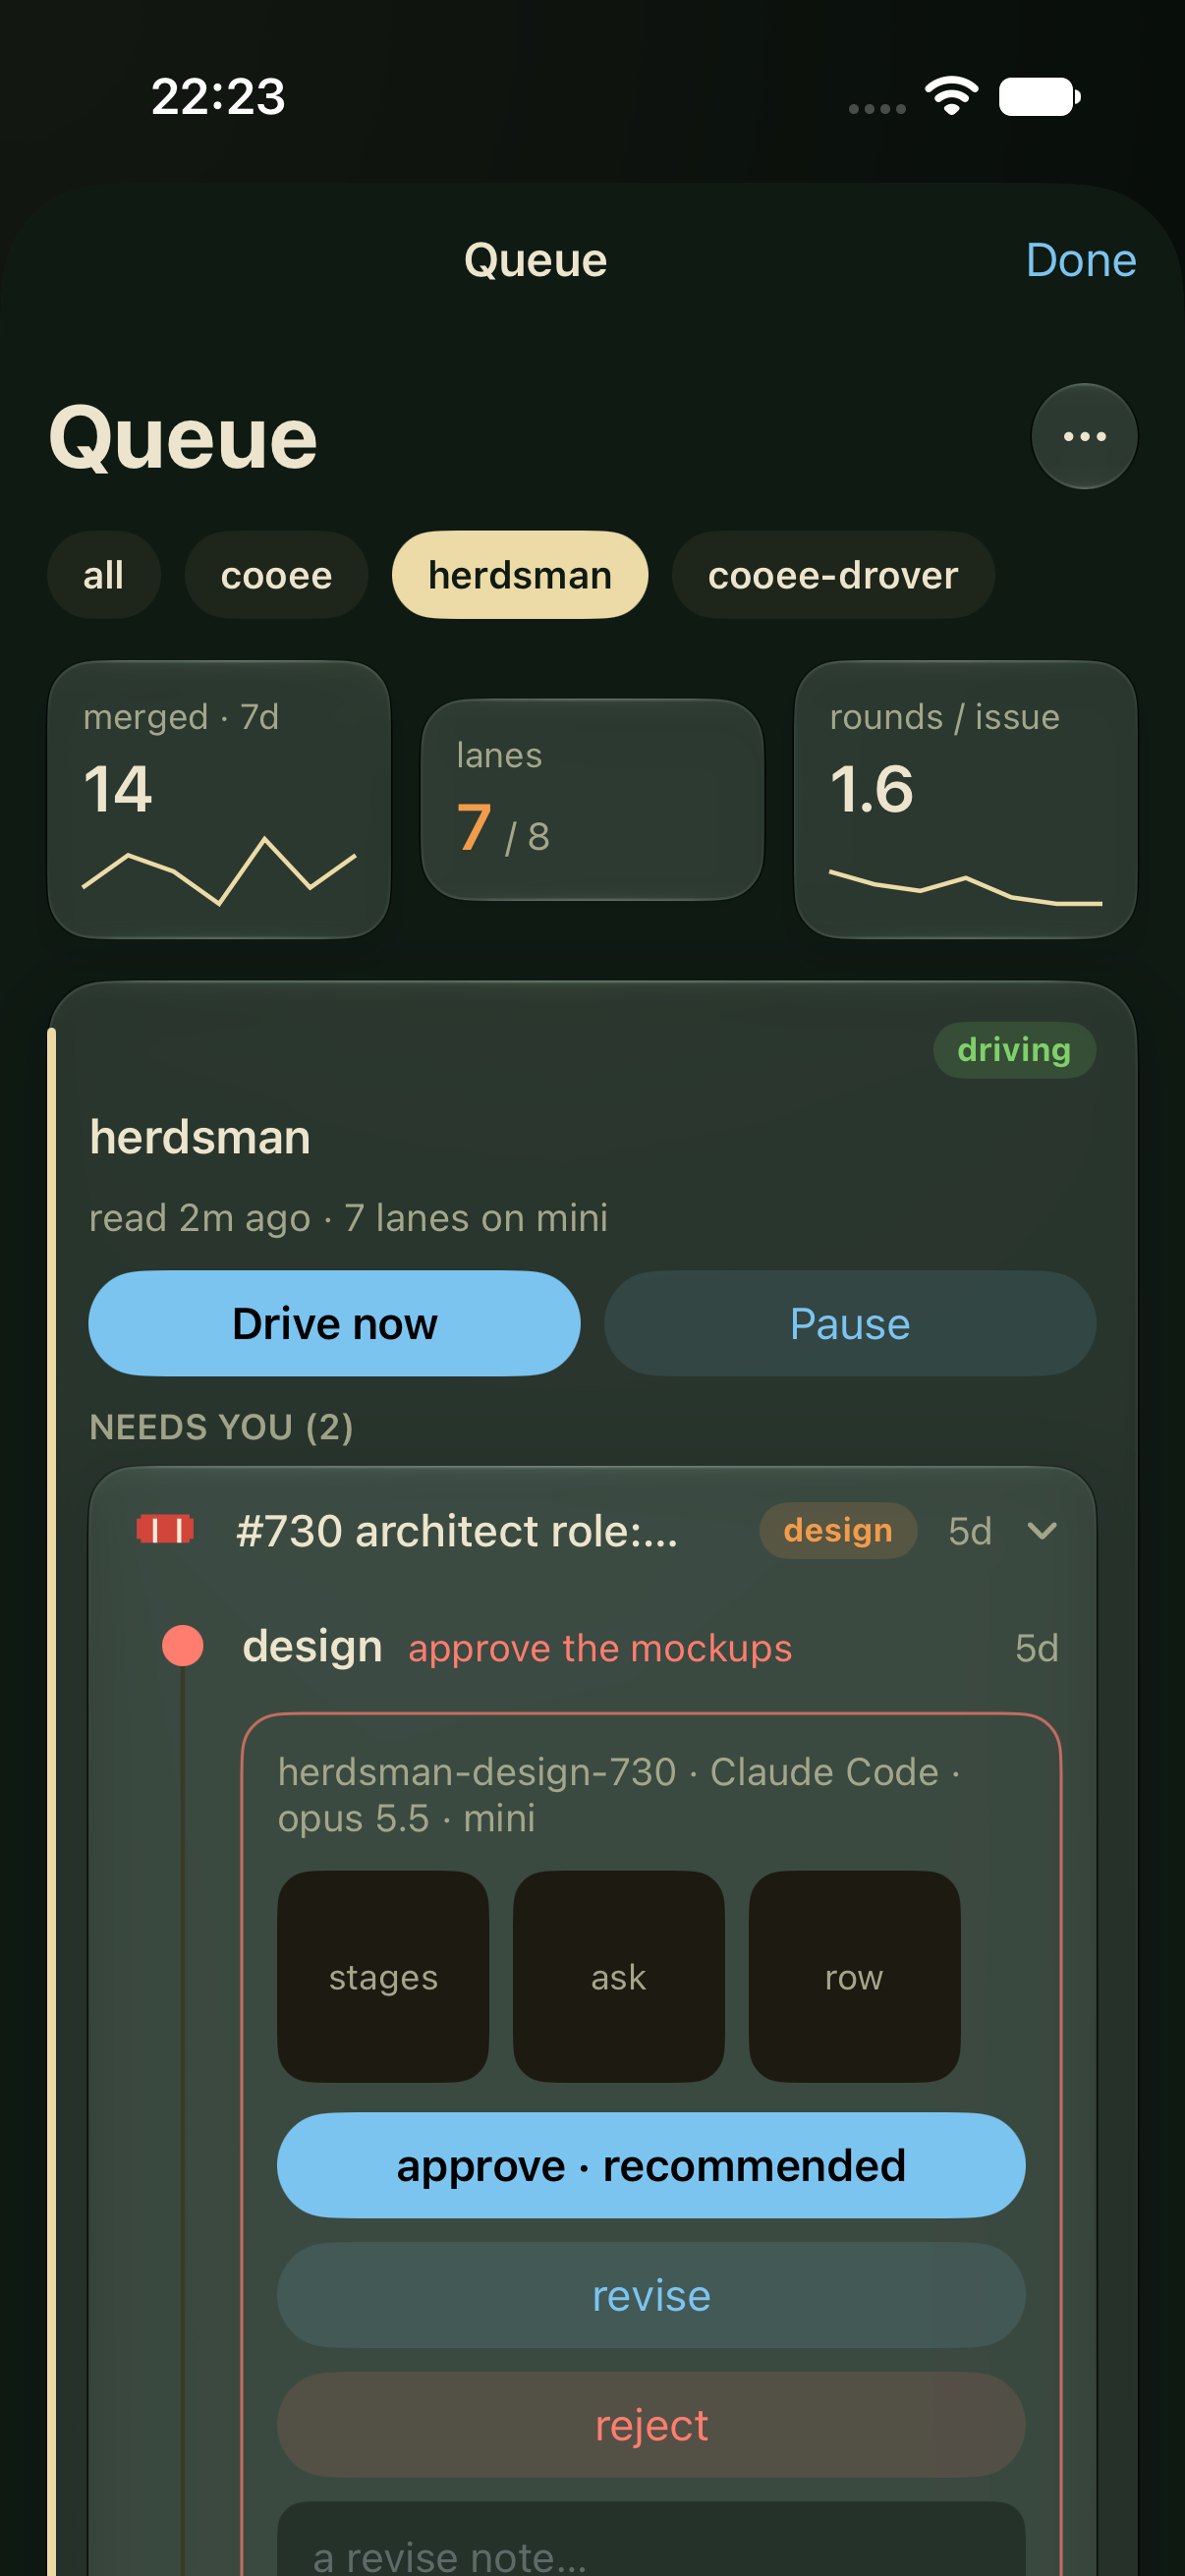 22:23
Queue
Done
Queue
all
cooee
herdsman
cooee-drover
merged · 7d
14
lanes
7 / 8
rounds / issue
1.6
driving
herdsman
read 2m ago · 7 lanes on mini
Drive now
Pause
NEEDS YOU (2)
#730 architect role:...
design
5d
design approve the mockups
5d
herdsman-design-730 · Claude Code ·
opus 5.5 · mini
stages
ask
row
approve · recommended
revise
reject
a revise note...